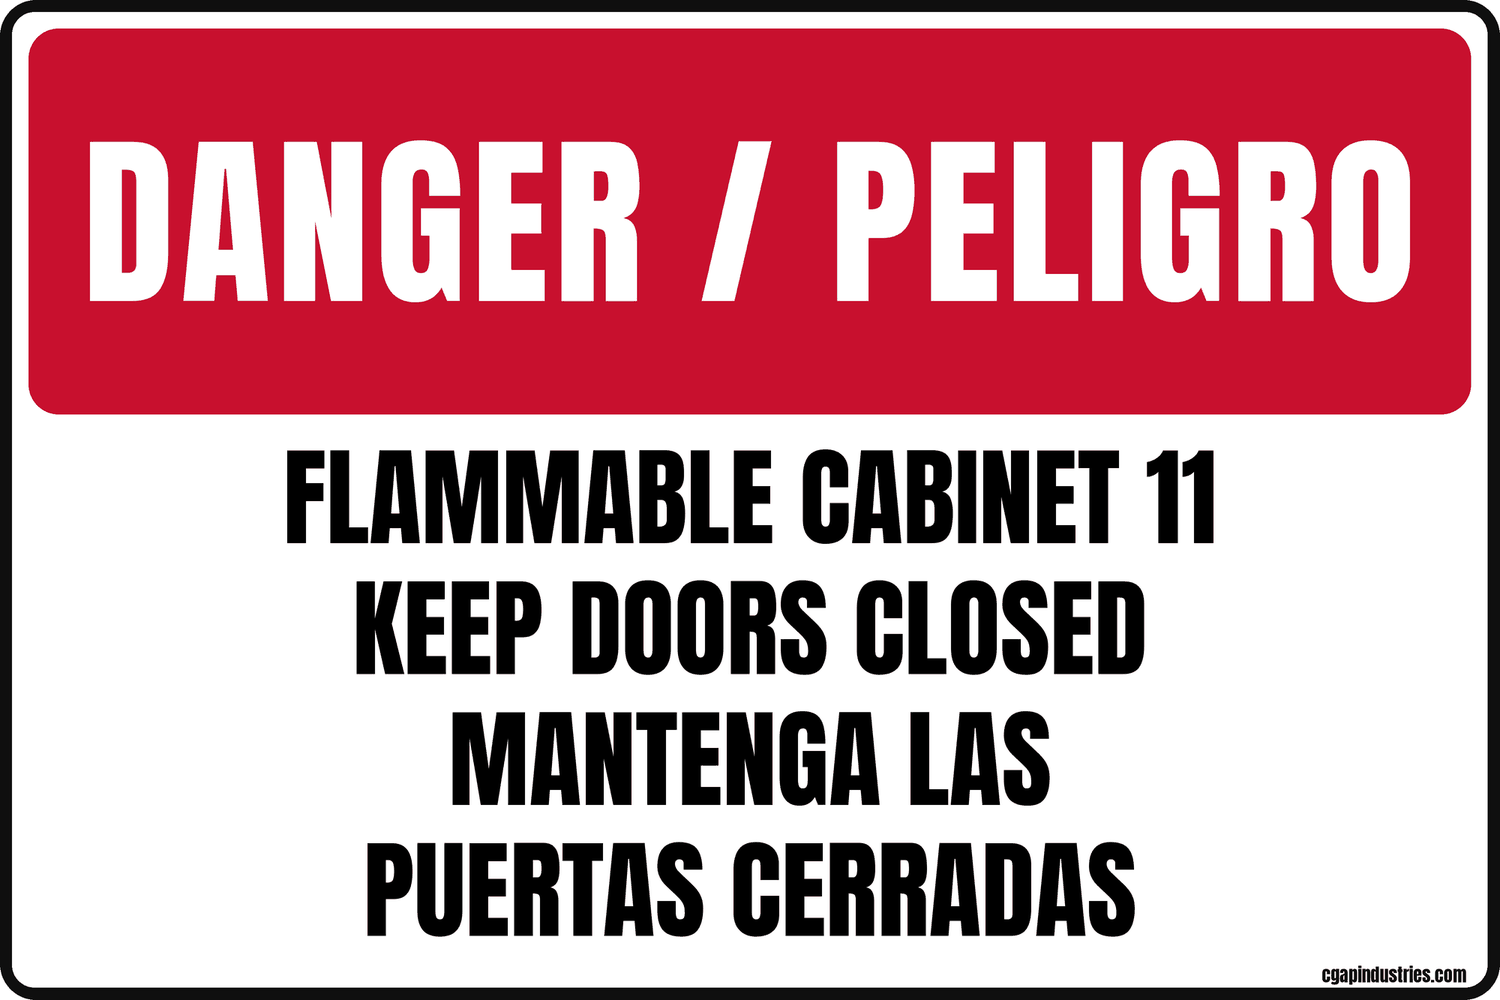 DANGER / PELIGRO
FLAMMABLE CABINET 11
KEEP DOORS CLOSED
MANTENGA LAS
PUERTAS CERRADAS
cgapindustries.com